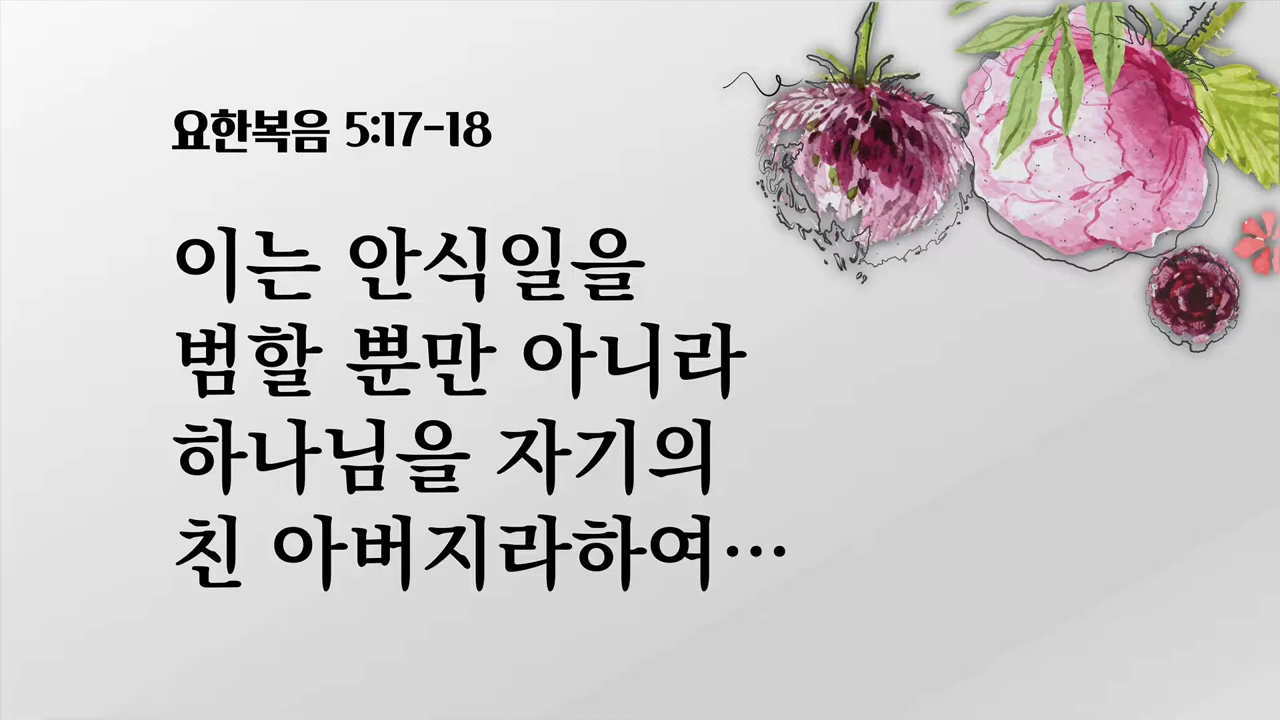 요한복음 5:17-18
이는 안식일을
범할 뿐만 아니라
하나님을 자기의
친 아버지라하여…